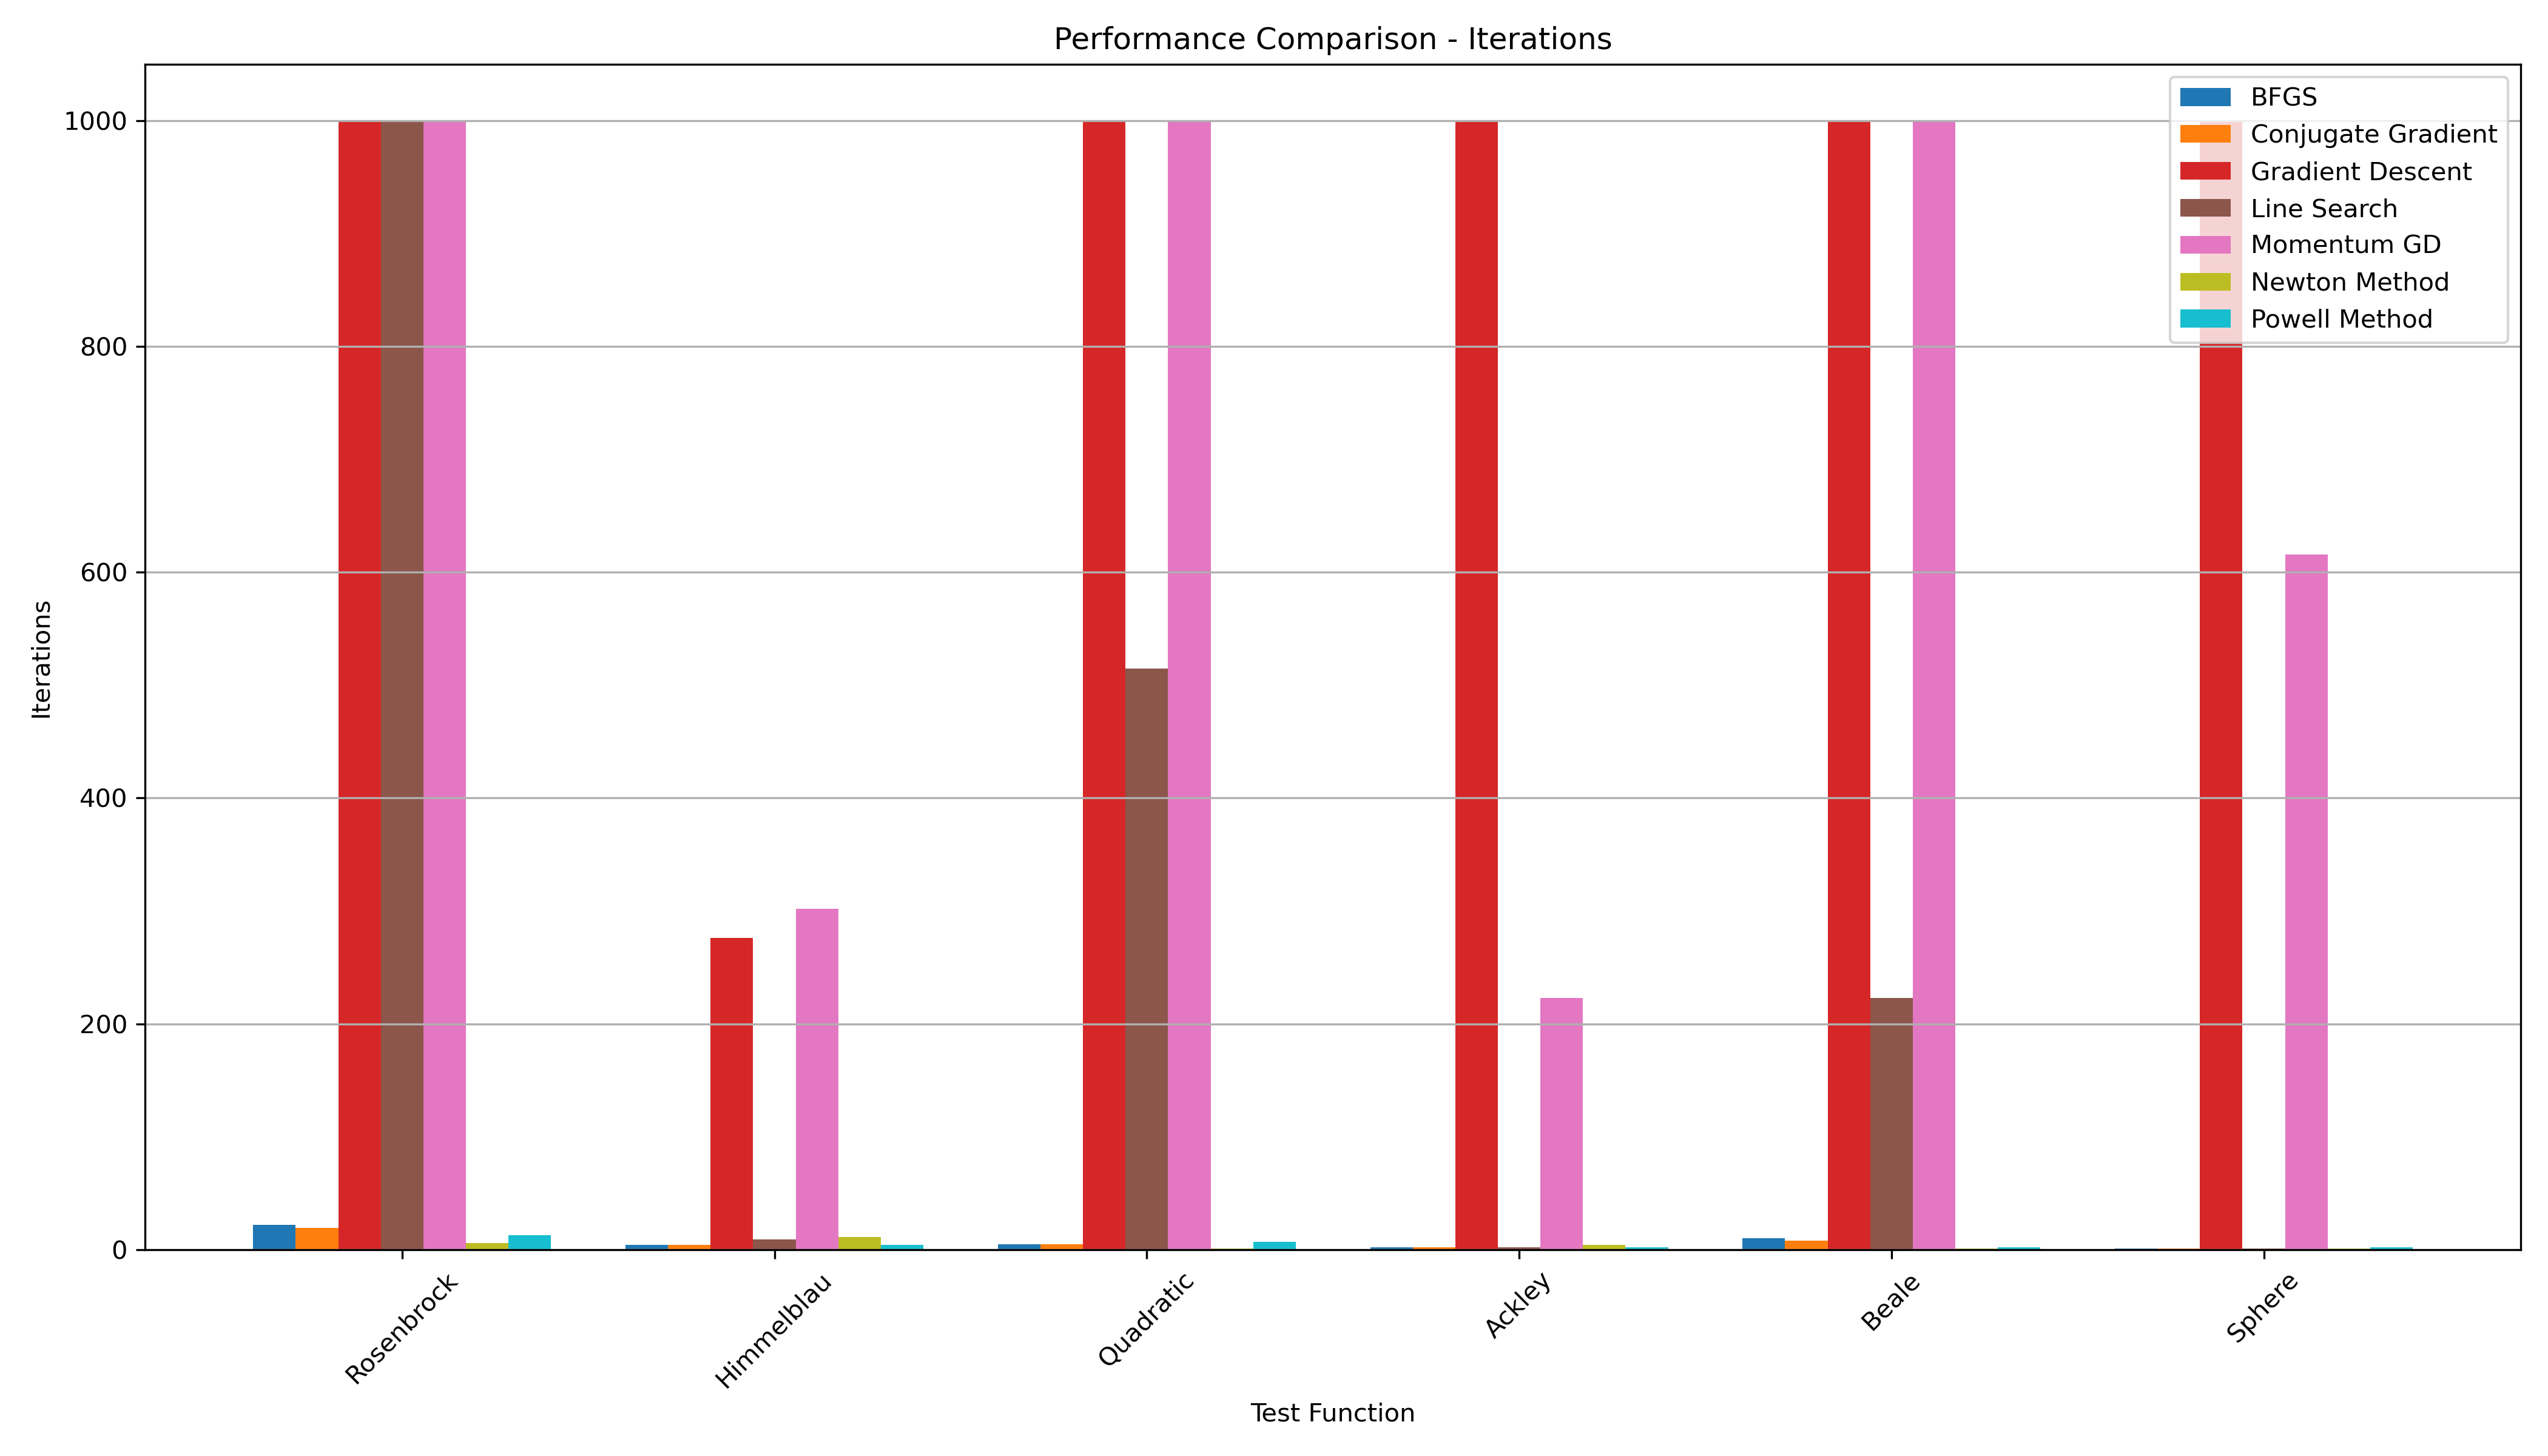 Performance Comparison - Iterations
BFGS
Conjugate Gradient
Gradient Descent
Line Search
Momentum GD
Newton Method
Powell Method
1000
800
600
400
200
0
Iterations
Rosenbrock
Himmelblau
Quadratic
Ackley
Beale
Sphere
Test Function